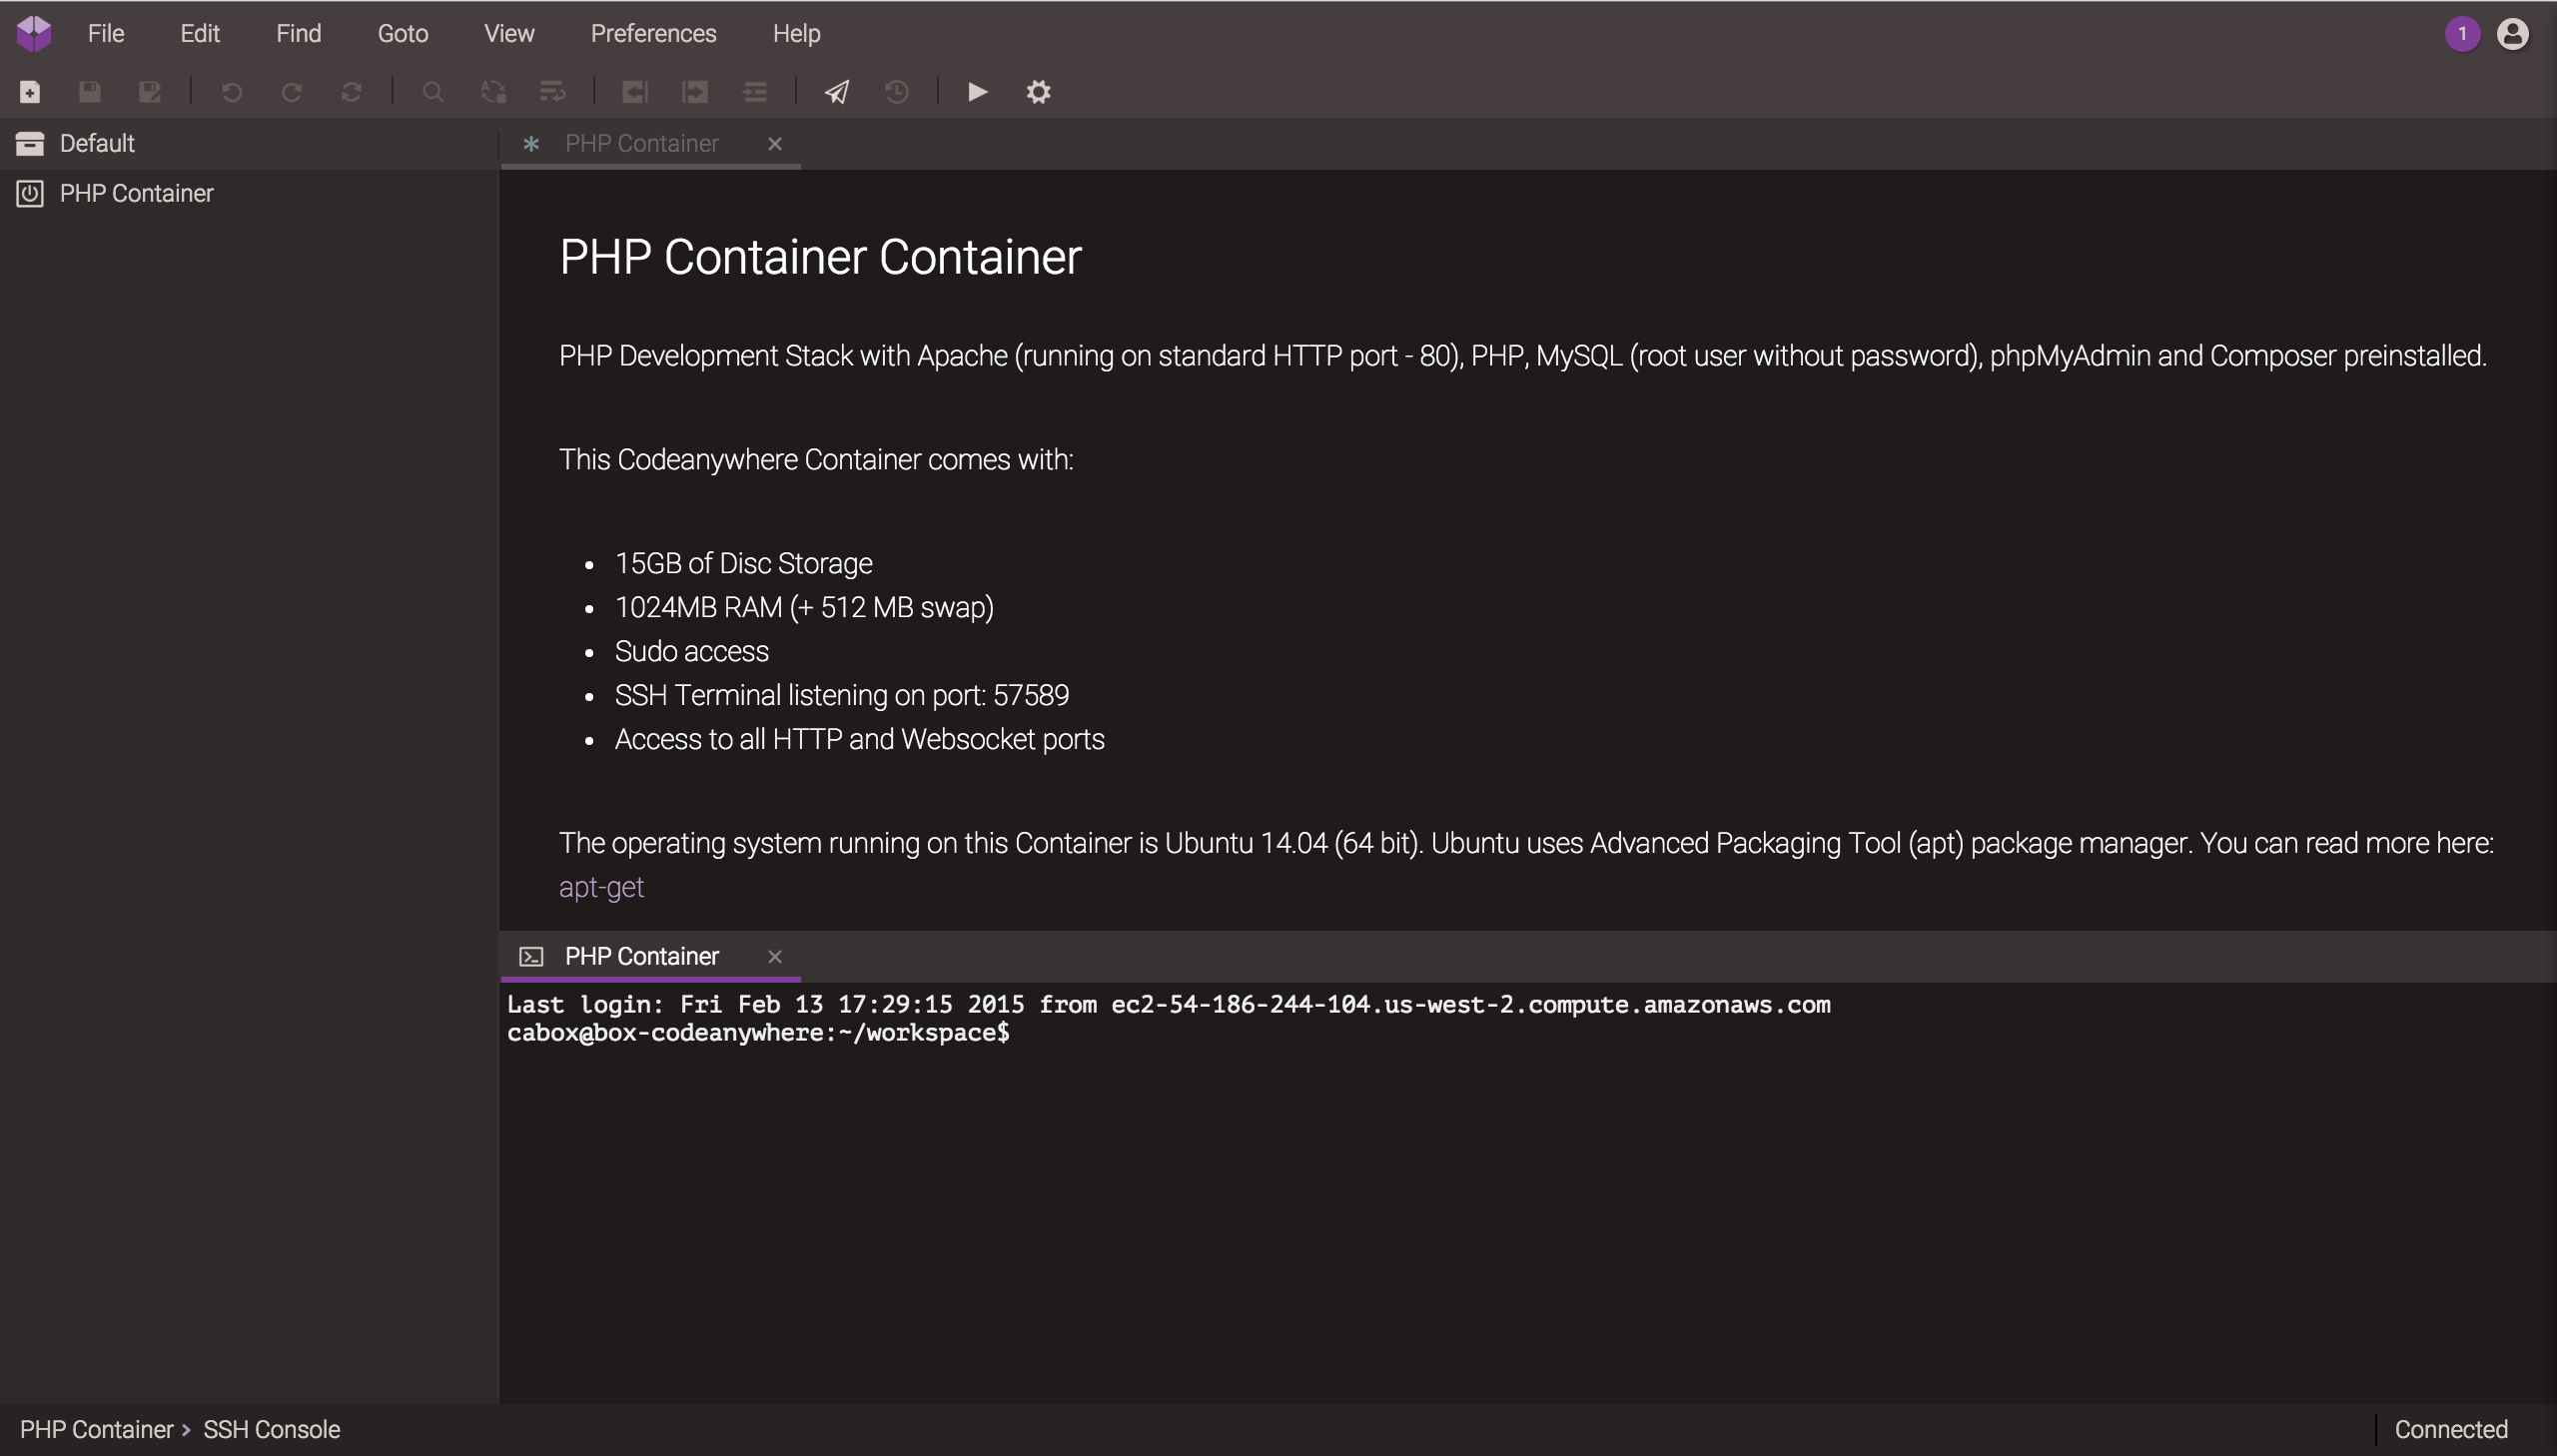 File Edit Find Goto View Preferences Help 1
Default
PHP Container
PHP Container
PHP Container Container
PHP Development Stack with Apache (running on standard HTTP port - 80), PHP, MySQL (root user without password), phpMyAdmin and Composer preinstalled.
This Codeanywhere Container comes with:
• 15GB of Disc Storage
• 1024MB RAM (+ 512 MB swap)
• Sudo access
• SSH Terminal listening on port: 57589
• Access to all HTTP and Websocket ports
The operating system running on this Container is Ubuntu 14.04 (64 bit). Ubuntu uses Advanced Packaging Tool (apt) package manager. You can read more here:
apt-get
PHP Container
Last login: Fri Feb 13 17:29:15 2015 from ec2-54-186-244-104.us-west-2.compute.amazonaws.com
cabox@box-codeanywhere:~/workspace$
PHP Container > SSH Console
Connected